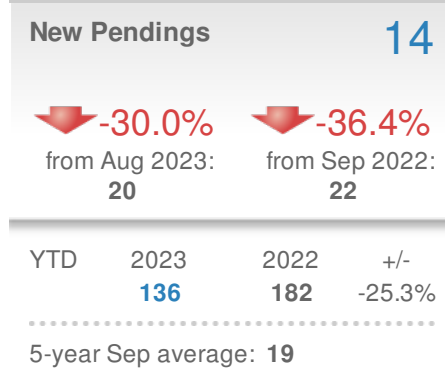 New Pendings 14
-30.0% -36.4%
from Aug 2023: from Sep 2022:
20 22
YTD 2023 2022 +/-
136 182 -25.3%
5-year Sep average: 19